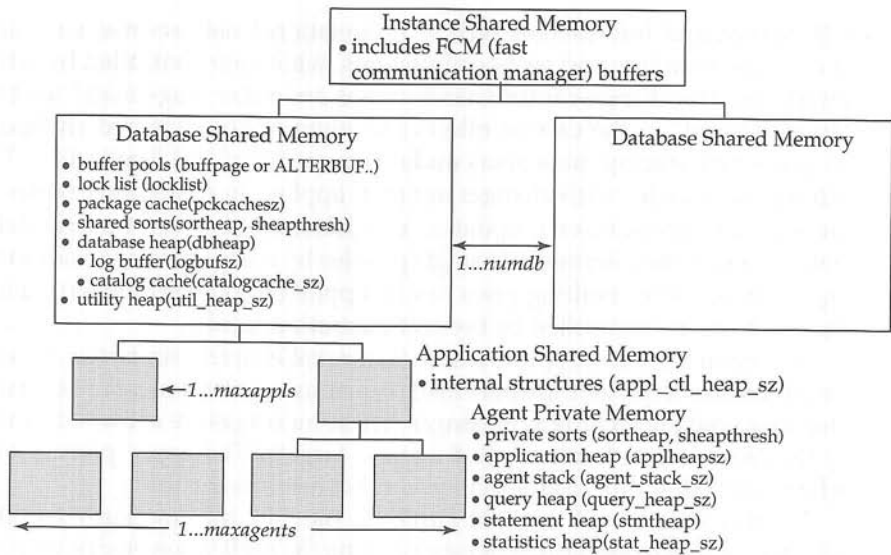 Instance Shared Memory
• includes FCM (fast
communication manager) buffers
Database Shared Memory
• buffer pools (buffpage or ALTERBUF..)
• lock list (locklist)
• package cache(pckcachesz)
• shared sorts(sortheap, sheapthresh)
• database heap(dbheap)
• log buffer(logbufsz)
• catalog cache(catalogcache_sz)
• utility heap(util_heap_sz)
Database Shared Memory
1...numdb
Application Shared Memory
• internal structures (appl_ctl_heap_sz)
1...maxappls
Agent Private Memory
• private sorts (sortheap, sheapthresh)
• application heap (applheapsz)
• agent stack (agent_stack_sz)
• query heap (query_heap_sz)
• statement heap (stmtheap)
• statistics heap(stat_heap_sz)
1...maxagents